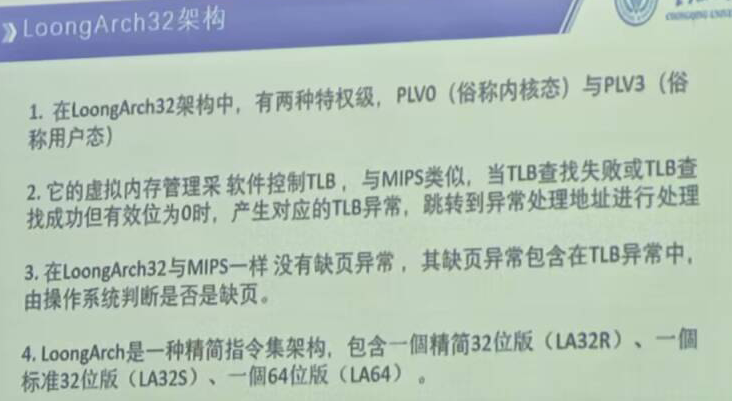 》LoongArch32架构
1. 在LoongArch32架构中，有两种特权级，PLV0（俗称内核态）与PLV3（俗
称用户态）
2. 它的虚拟内存管理采 软件控制TLB ，与MIPS类似，当TLB查找失败或TLB查
找成功但有效位为0时，产生对应的TLB异常，跳转到异常处理地址进行处理
3. 在LoongArch32与MIPS一样 没有缺页异常 ，其缺页异常包含在TLB异常中，
由操作系统判断是否是缺页。
4. LoongArch是一种精简指令集架构，包含一個精简32位版（LA32R）、一個
标准32位版（LA32S）、一個64位版（LA64） 。